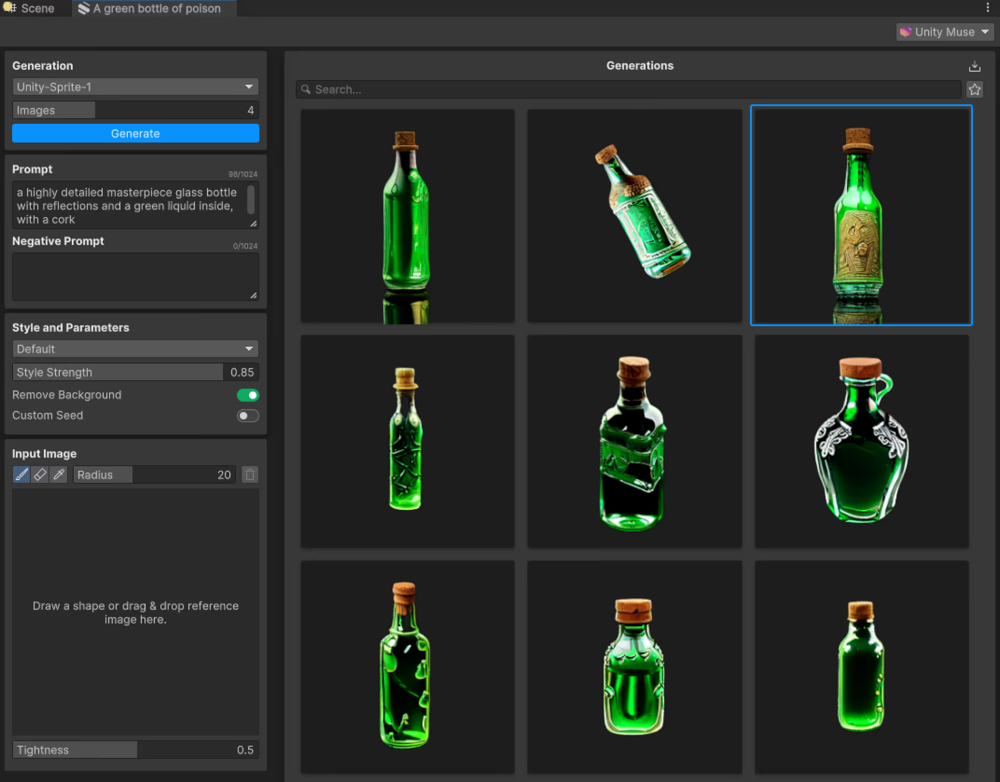 Scene
A green bottle of poison
Unity Muse
Generation
Unity-Sprite-1
Images 4
Generate
Prompt
98/1024
a highly detailed masterpiece glass bottle
with reflections and a green liquid inside,
with a cork
Negative Prompt
0/1024
Style and Parameters
Default
Style Strength 0.85
Remove Background
Custom Seed
Input Image
Radius 20
Draw a shape or drag & drop reference
image here.
Tightness 0.5
Generations
Search...